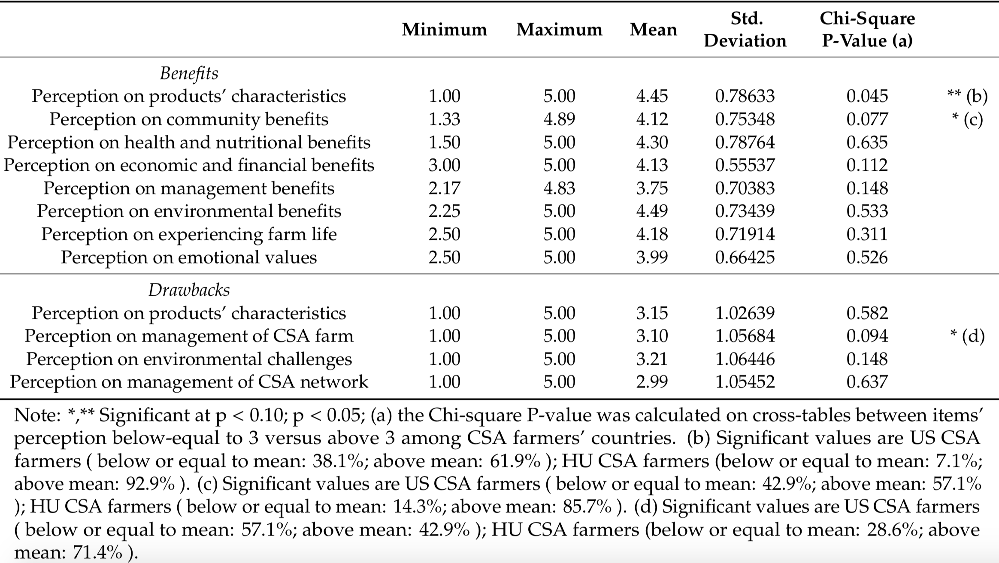 Minimum Maximum Mean Std. Deviation Chi-Square P-Value (a)
Benefits
Perception on products’ characteristics 1.00 5.00 4.45 0.78633 0.045 ** (b)
Perception on community benefits 1.33 4.89 4.12 0.75348 0.077 * (c)
Perception on health and nutritional benefits 1.50 5.00 4.30 0.78764 0.635
Perception on economic and financial benefits 3.00 5.00 4.13 0.55537 0.112
Perception on management benefits 2.17 4.83 3.75 0.70383 0.148
Perception on environmental benefits 2.25 5.00 4.49 0.73439 0.533
Perception on experiencing farm life 2.50 5.00 4.18 0.71914 0.311
Perception on emotional values 2.50 5.00 3.99 0.66425 0.526
Drawbacks
Perception on products’ characteristics 1.00 5.00 3.15 1.02639 0.582
Perception on management of CSA farm 1.00 5.00 3.10 1.05684 0.094 * (d)
Perception on environmental challenges 1.00 5.00 3.21 1.06446 0.148
Perception on management of CSA network 1.00 5.00 2.99 1.05452 0.637
Note: *,** Significant at p < 0.10; p < 0.05; (a) the Chi-square P-value was calculated on cross-tables between items’
perception below-equal to 3 versus above 3 among CSA farmers’ countries. (b) Significant values are US CSA
farmers ( below or equal to mean: 38.1%; above mean: 61.9% ); HU CSA farmers (below or equal to mean: 7.1%;
above mean: 92.9% ). (c) Significant values are US CSA farmers ( below or equal to mean: 42.9%; above mean: 57.1%
); HU CSA farmers ( below or equal to mean: 14.3%; above mean: 85.7% ). (d) Significant values are US CSA farmers
( below or equal to mean: 57.1%; above mean: 42.9% ); HU CSA farmers (below or equal to mean: 28.6%; above
mean: 71.4% ).